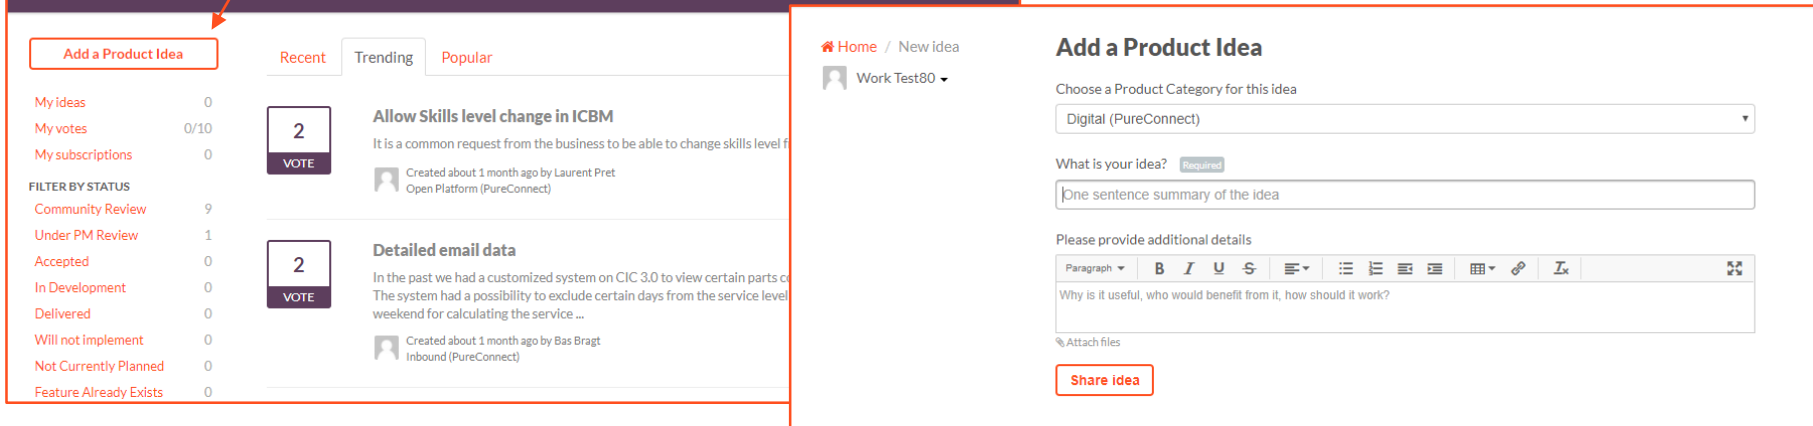 Add a Product Idea
My ideas 0
My votes 0/10
My subscriptions 0
FILTER BY STATUS
Community Review 9
Under PM Review 1
Accepted 0
In Development 0
Delivered 0
Will not implement 0
Not Currently Planned 0
Feature Already Exists 0
Recent Trending Popular
2
VOTE
Allow Skills level change in ICBM
It is a common request from the business to be able to change skills level
Created about 1 month ago by Laurent Pret
Open Platform (PureConnect)
2
VOTE
Detailed email data
In the past we had a customized system on CIC 3.0 to view certain parts
The system had a possibility to exclude certain days from the service level
weekend for calculating the service ...
Created about 1 month ago by Bas Bragt
Inbound (PureConnect)
Home / New idea
Work Test80
Add a Product Idea
Choose a Product Category for this idea
Digital (PureConnect)
What is your idea? Required
One sentence summary of the idea
Please provide additional details
Paragraph B I U S Tx
Why is it useful, who would benefit from it, how should it work?
Attach files
Share idea